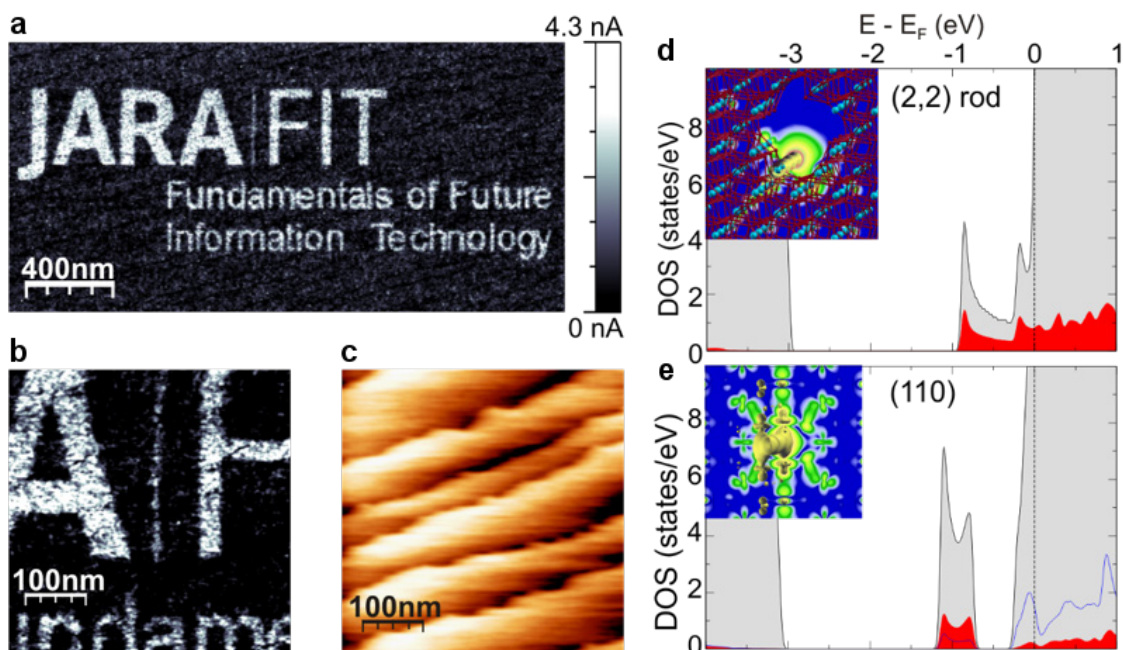 a
4.3 nA
JARA|FIT
Fundamentals of Future
Information Technology
400nm
0 nA
b
100nm
c
100nm
E - EF (eV)
-3 -2 -1 0 1
d
(2,2) rod
DOS (states/eV)
8
6
4
2
0
e
(110)
DOS (states/eV)
8
6
4
2
0